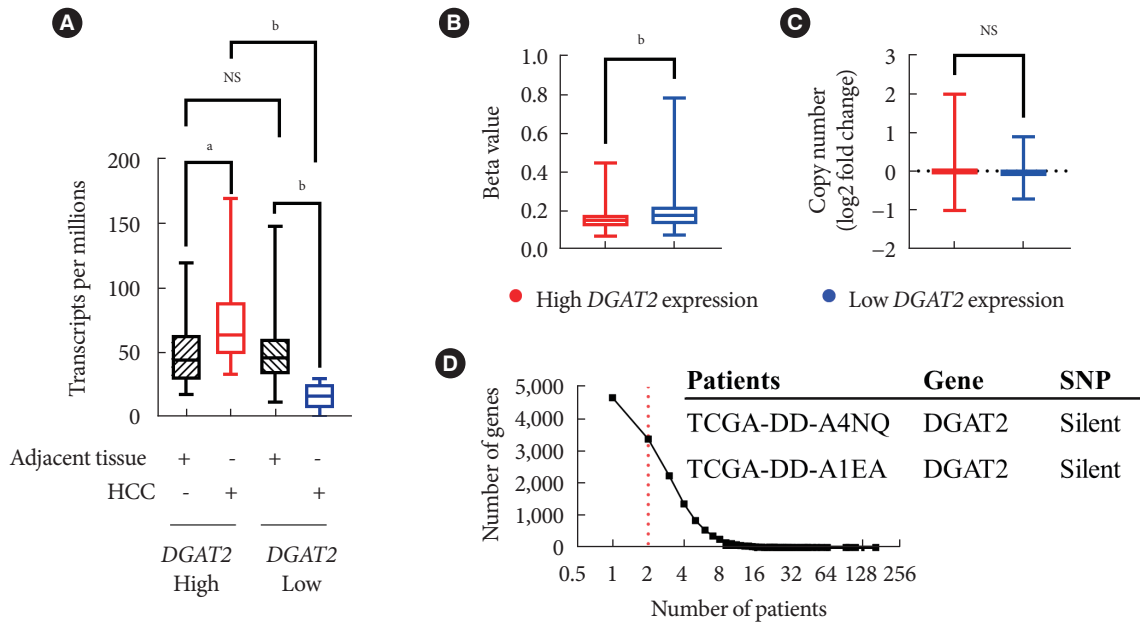 A
b
NS
a
b
200
150
100
50
0
Transcripts per millions
Adjacent tissue + - + -
HCC - + - +
DGAT2 DGAT2
High Low
B
b
1.0
0.8
0.6
0.4
0.2
0.0
Beta value
C
NS
3
2
1
0
−1
−2
Copy number
(log2 fold change)
High DGAT2 expression
Low DGAT2 expression
D
5,000
4,000
3,000
2,000
1,000
0
Number of genes
0.5 1 2 4 8 16 32 64 128 256
Number of patients
Patients Gene SNP
TCGA-DD-A4NQ DGAT2 Silent
TCGA-DD-A1EA DGAT2 Silent